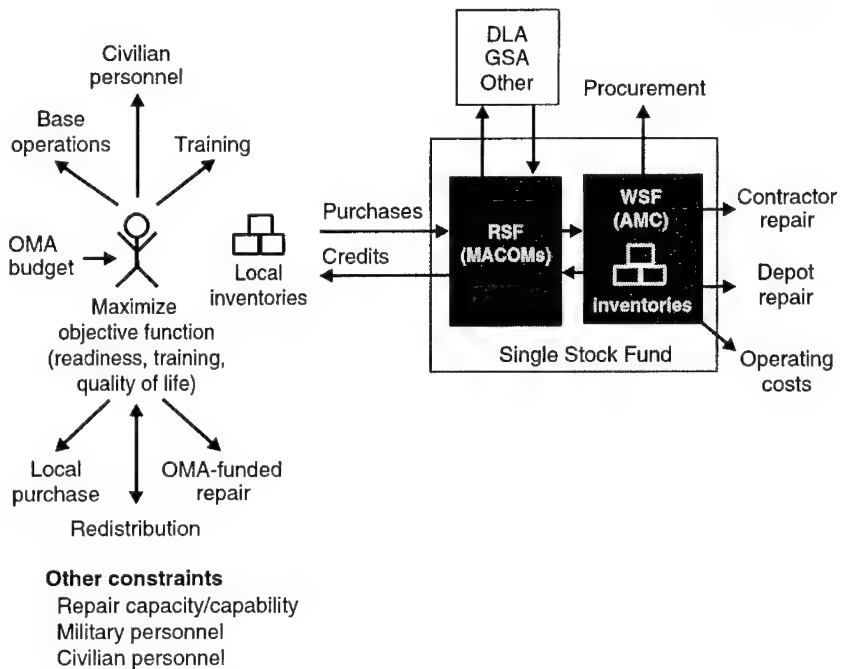 Civilian
personnel
Base
operations
Training
OMA
budget
Local
inventories
Maximize
objective function
(readiness, training,
quality of life)
Local
purchase
OMA-funded
repair
Redistribution
Other constraints
Repair capacity/capability
Military personnel
Civilian personnel
DLA
GSA
Other
Procurement
Purchases
Credits
RSF
(MACOMs)
WSF
(AMC)
inventories
Contractor
repair
Depot
repair
Operating
costs
Single Stock Fund